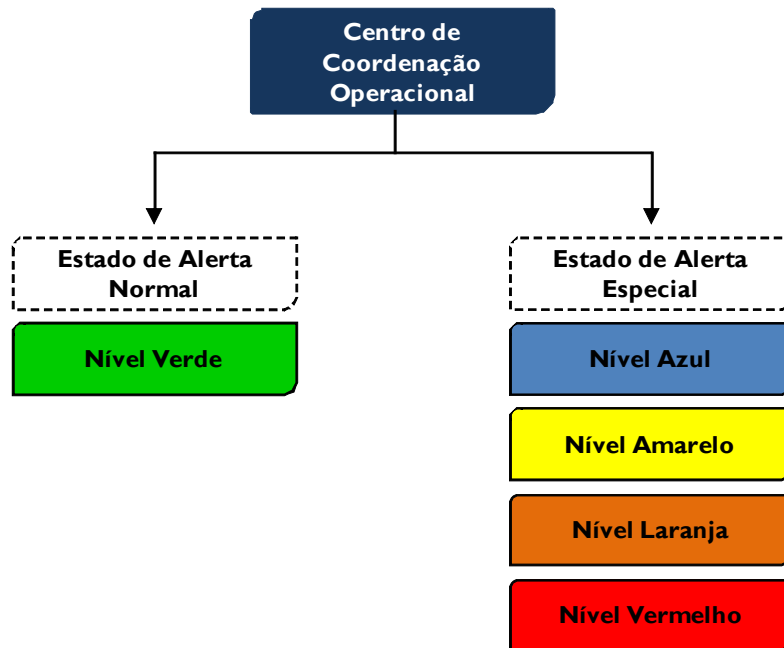 Centro de
Coordenação
Operacional
Estado de Alerta
Normal
Nível Verde
Estado de Alerta
Especial
Nível Azul
Nível Amarelo
Nível Laranja
Nível Vermelho